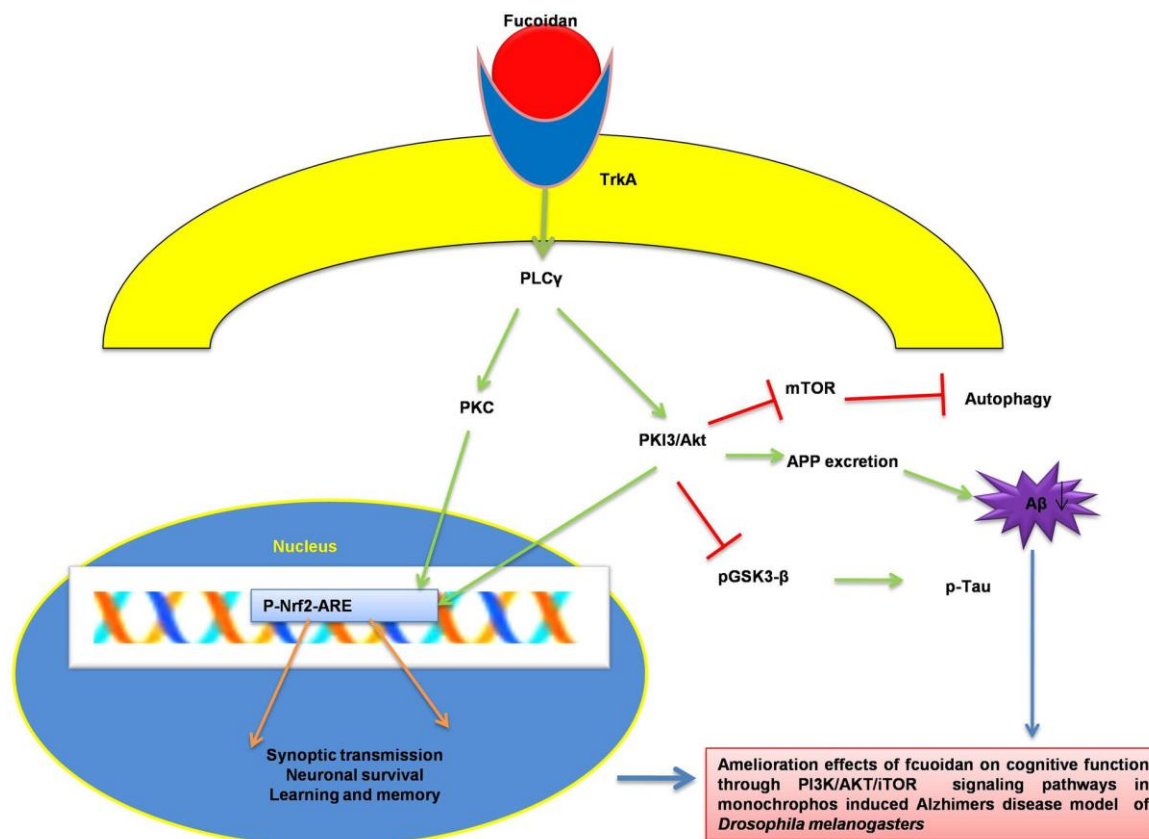 Fucoidan
TrkA
PLCγ
PKC
PKI3/Akt
mTOR
Autophagy
APP excretion
Aβ ↓
pGSK3-β
p-Tau
Nucleus
P-Nrf2-ARE
Synoptic transmission
Neuronal survival
Learning and memory
Amelioration effects of fcuoidan on cognitive function
through PI3K/AKT/iTOR signaling pathways in
monochrophos induced Alzhimers disease model of
Drosophila melanogasters